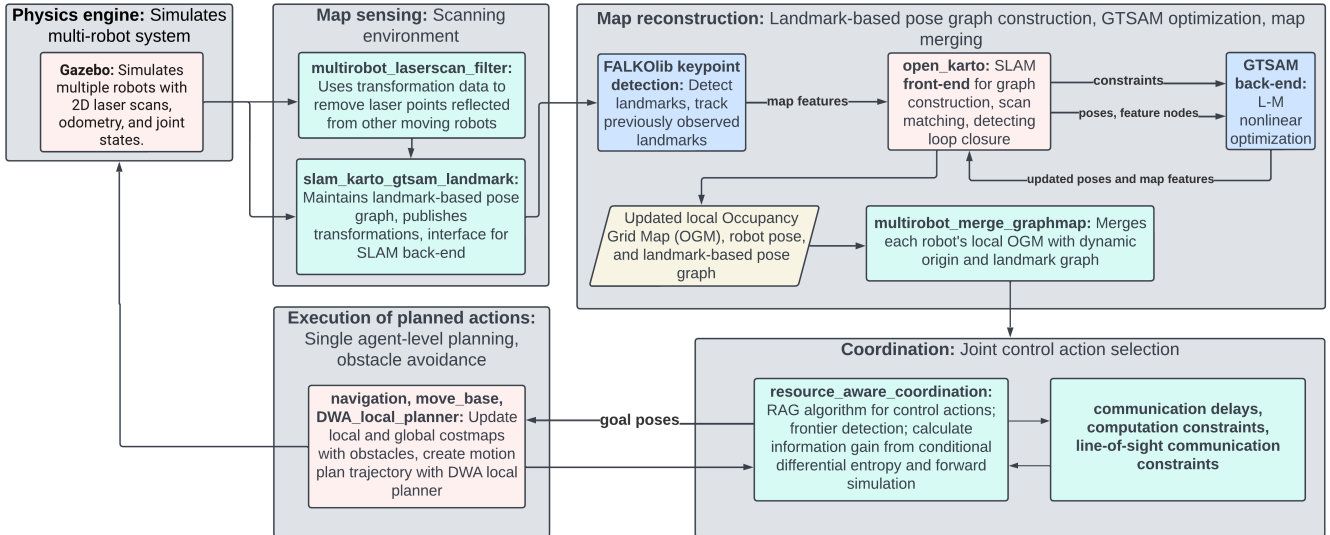 Physics engine: Simulates
multi-robot system
Gazebo: Simulates
multiple robots with
2D laser scans,
odometry, and joint
states.
Map sensing: Scanning
environment
multirobot_laserscan_filter:
Uses transformation data to
remove laser points reflected
from other moving robots
slam_karto_gtsam_landmark:
Maintains landmark-based pose
graph, publishes
transformations, interface for
SLAM back-end
Map reconstruction: Landmark-based pose graph construction, GTSAM optimization, map
merging
FALKOlib keypoint
detection: Detect
landmarks, track
previously observed
landmarks
map features
open_karto: SLAM
front-end for graph
construction, scan
matching, detecting
loop closure
constraints
poses, feature nodes
GTSAM
back-end:
L-M
nonlinear
optimization
updated poses and map features
Updated local Occupancy
Grid Map (OGM), robot pose,
and landmark-based pose
graph
multirobot_merge_graphmap: Merges
each robot's local OGM with dynamic
origin and landmark graph
Execution of planned actions:
Single agent-level planning,
obstacle avoidance
navigation, move_base,
DWA_local_planner: Update
local and global costmaps
with obstacles, create motion
plan trajectory with DWA local
planner
goal poses
Coordination: Joint control action selection
resource_aware_coordination:
RAG algorithm for control actions;
frontier detection; calculate
information gain from conditional
differential entropy and forward
simulation
communication delays,
computation constraints,
line-of-sight communication
constraints